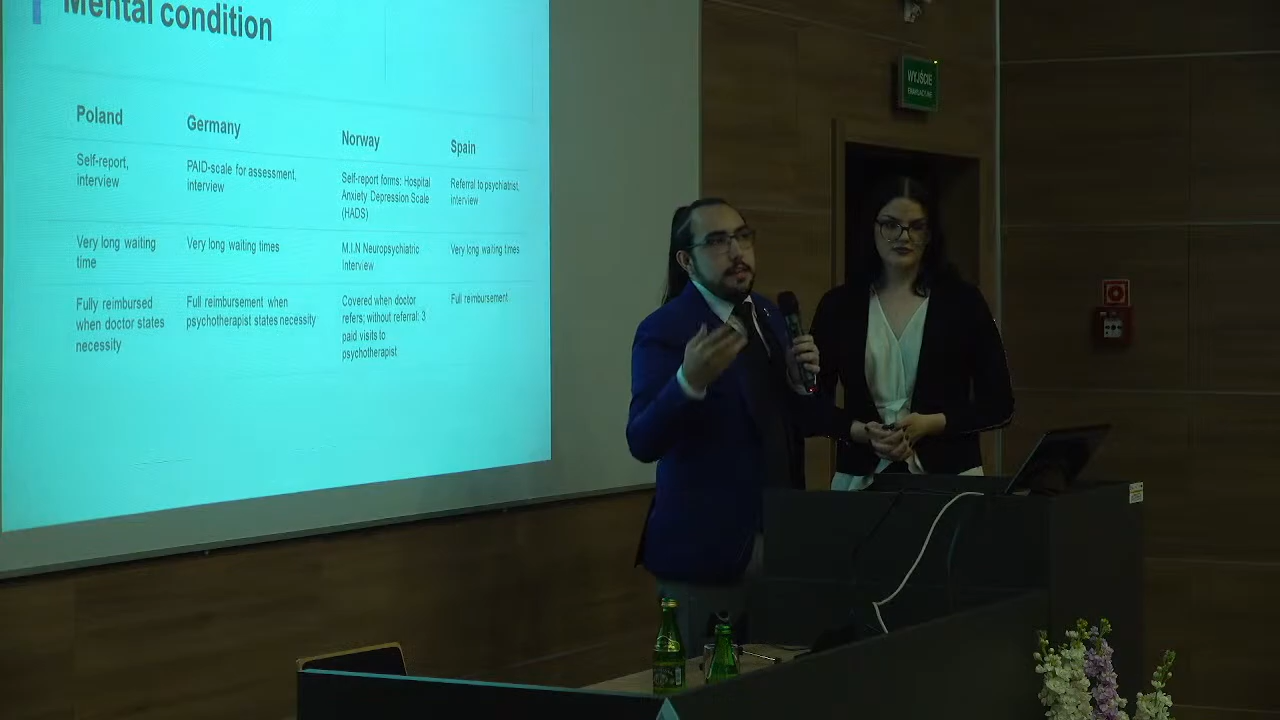 Mental condition
Poland
Germany
Norway
Spain
Self-report,
interview
PAID-scale for assessment,
interview
Self-report forms: Hospital
Anxiety Depression Scale
(HADS)
Referral to psychiatrist,
interview
Very long waiting
time
Very long waiting times
M.I.N Neuropsychiatric
Interview
Very long waiting times
Fully reimbursed
when doctor states
necessity
Full reimbursement when
psychotherapist states necessity
Covered when doctor
refers; without referral: 3
paid visits to
psychotherapist
Full reimbursement
WYJŚCIE
EWAKUACYJNE